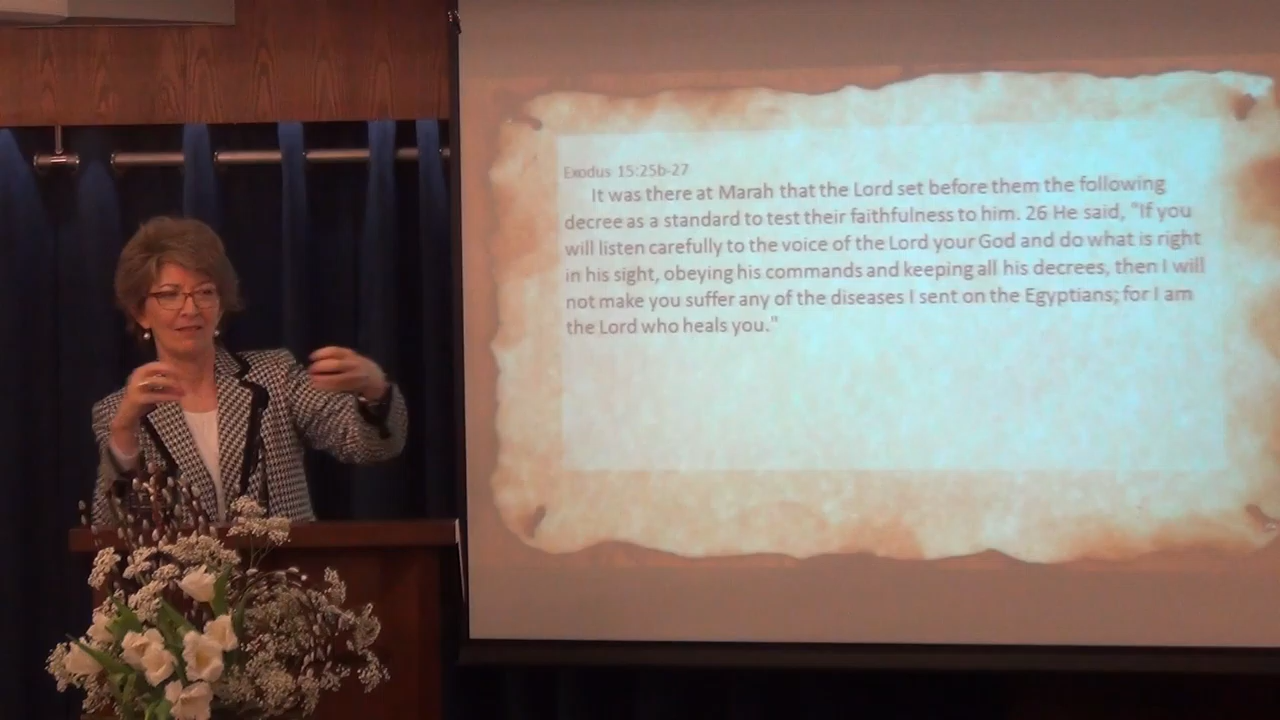 Exodus 15:25b-27
It was there at Marah that the Lord set before them the following
decree as a standard to test their faithfulness to him. 26 He said, "If you
will listen carefully to the voice of the Lord your God and do what is right
in his sight, obeying his commands and keeping all his decrees, then I will
not make you suffer any of the diseases I sent on the Egyptians; for I am
the Lord who heals you."